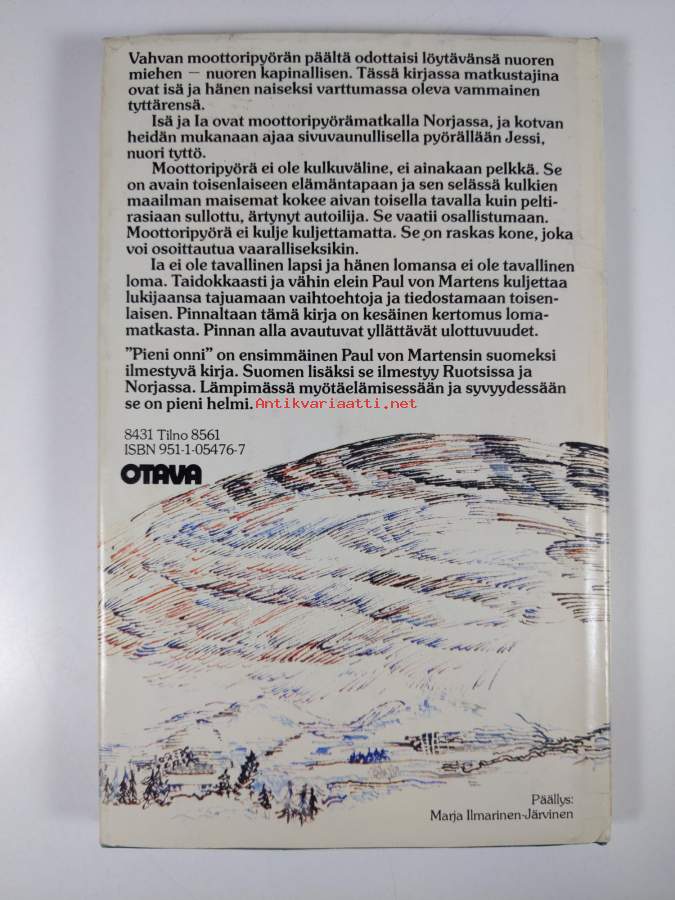 Vahvan moottoripyörän päältä odottaisi löytävänsä nuoren
miehen — nuoren kapinallisen. Tässä kirjassa matkustajina
ovat isä ja hänen naiseksi varttumassa oleva vammainen
tyttärensä.
Isä ja Ia ovat moottoripyörämatkalla Norjassa, ja kotvan
heidän mukanaan ajaa sivuvaunullisella pyörällään Jessi,
nuori tyttö.
Moottoripyörä ei ole kulkuväline, ei ainakaan pelkkä. Se
on avain toisenlaiseen elämäntapaan ja sen selässä kulkien
maailman maisemat kokee aivan toisella tavalla kuin pelti-
rasiaan sullottu, ärtynyt autoilija. Se vaatii osallistumaan.
Moottoripyörä ei kulje kuljettamatta. Se on raskas kone, joka
voi osoittautua vaaralliseksikin.
Ia ei ole tavallinen lapsi ja hänen lomansa ei ole tavallinen
loma. Taidokkaasti ja vähin elein Paul von Martens kuljettaa
lukijaansa tajuamaan vaihtoehtoja ja tiedostamaan toisen-
laisen. Pinnaltaan tämä kirja on kesäinen kertomus loma-
matkasta. Pinnan alla avautuvat yllättävät ulottuvuudet.
”Pieni onni” on ensimmäinen Paul von Martensin suomeksi
ilmestyvä kirja. Suomen lisäksi se ilmestyy Ruotsissa ja
Norjassa. Lämpimässä myötäelämisessään ja syvyydessään
se on pieni helmi. Antikvariaatti.net
8431 Tilno 8561
ISBN 951-1-05476-7
OTAVA
Päällys:
Marja Ilmarinen-Järvinen